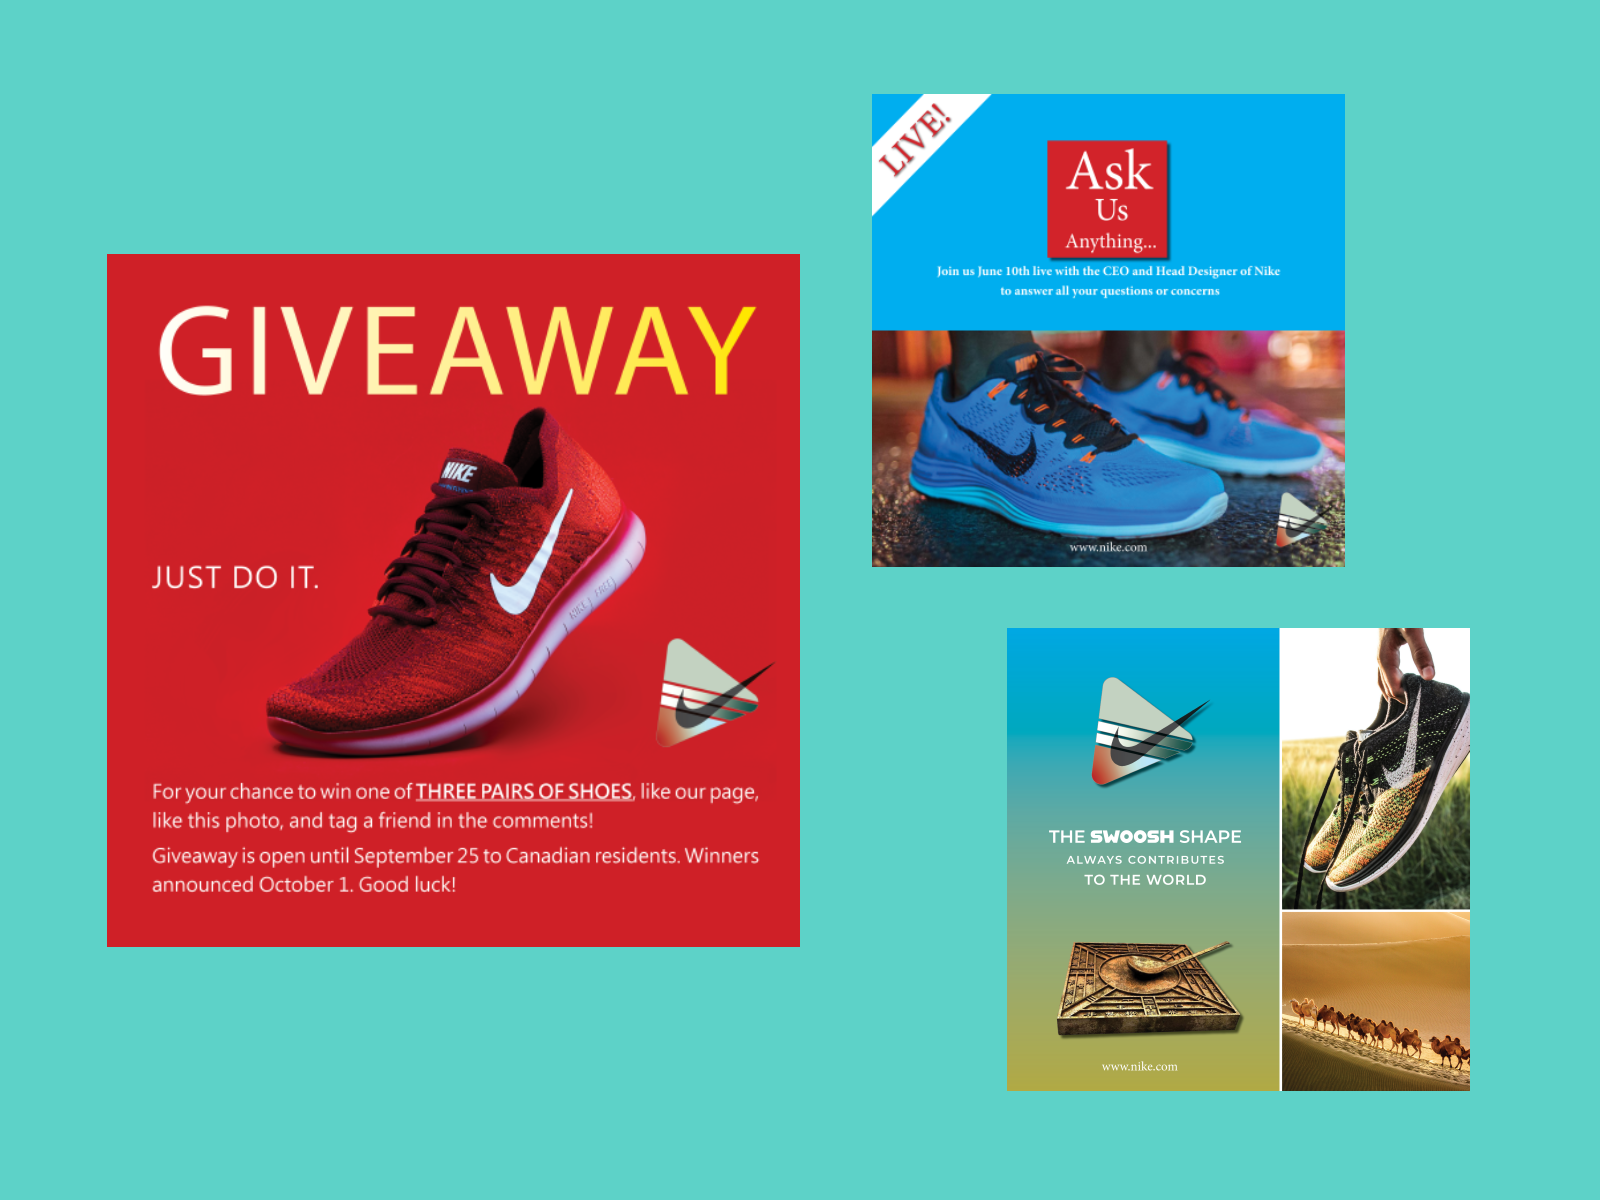 GIVEAWAY
NIKE
JUST DO IT.
NIKE FREE
For your chance to win one of THREE PAIRS OF SHOES, like our page,
like this photo, and tag a friend in the comments!
Giveaway is open until September 25 to Canadian residents. Winners
announced October 1. Good luck!
LIVE!
Ask
Us
Anything...
Join us June 10th live with the CEO and Head Designer of Nike
to answer all your questions or concerns
www.nike.com
THE SWOOSH SHAPE
ALWAYS CONTRIBUTES
TO THE WORLD
www.nike.com